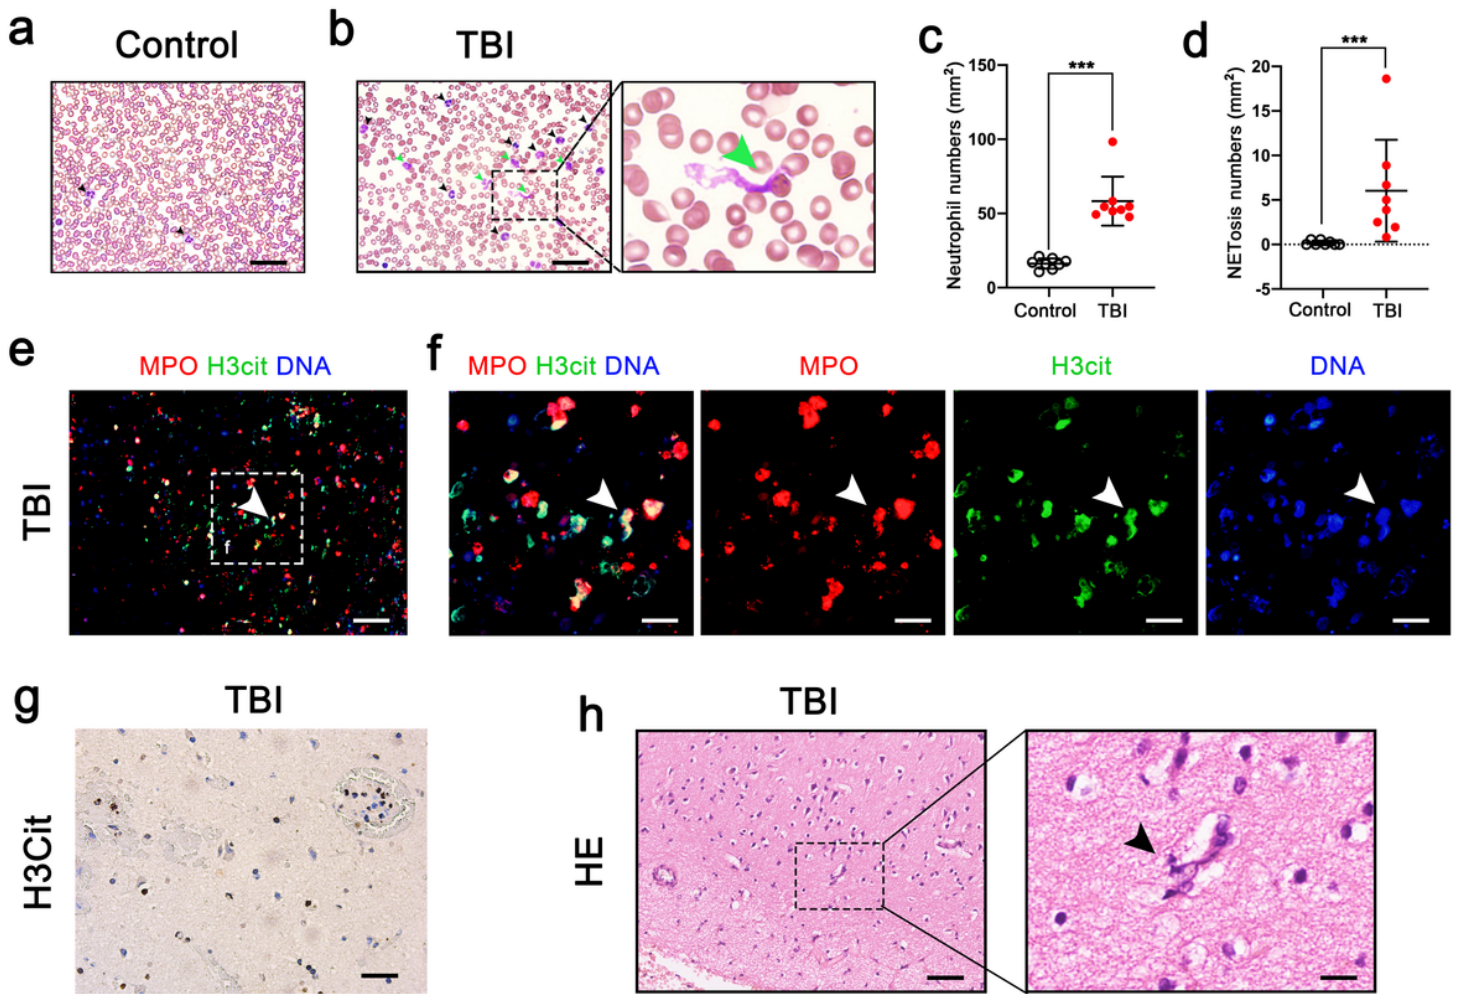 a
Control
b
TBI
c
Neutrophil numbers (mm²)
150
100
50
0
***
Control
TBI
d
NETosis numbers (mm²)
20
15
10
5
0
-5
***
Control
TBI
e
MPO H3cit DNA
TBI
f
f
MPO H3cit DNA
MPO
H3cit
DNA
g
TBI
H3Cit
h
TBI
HE